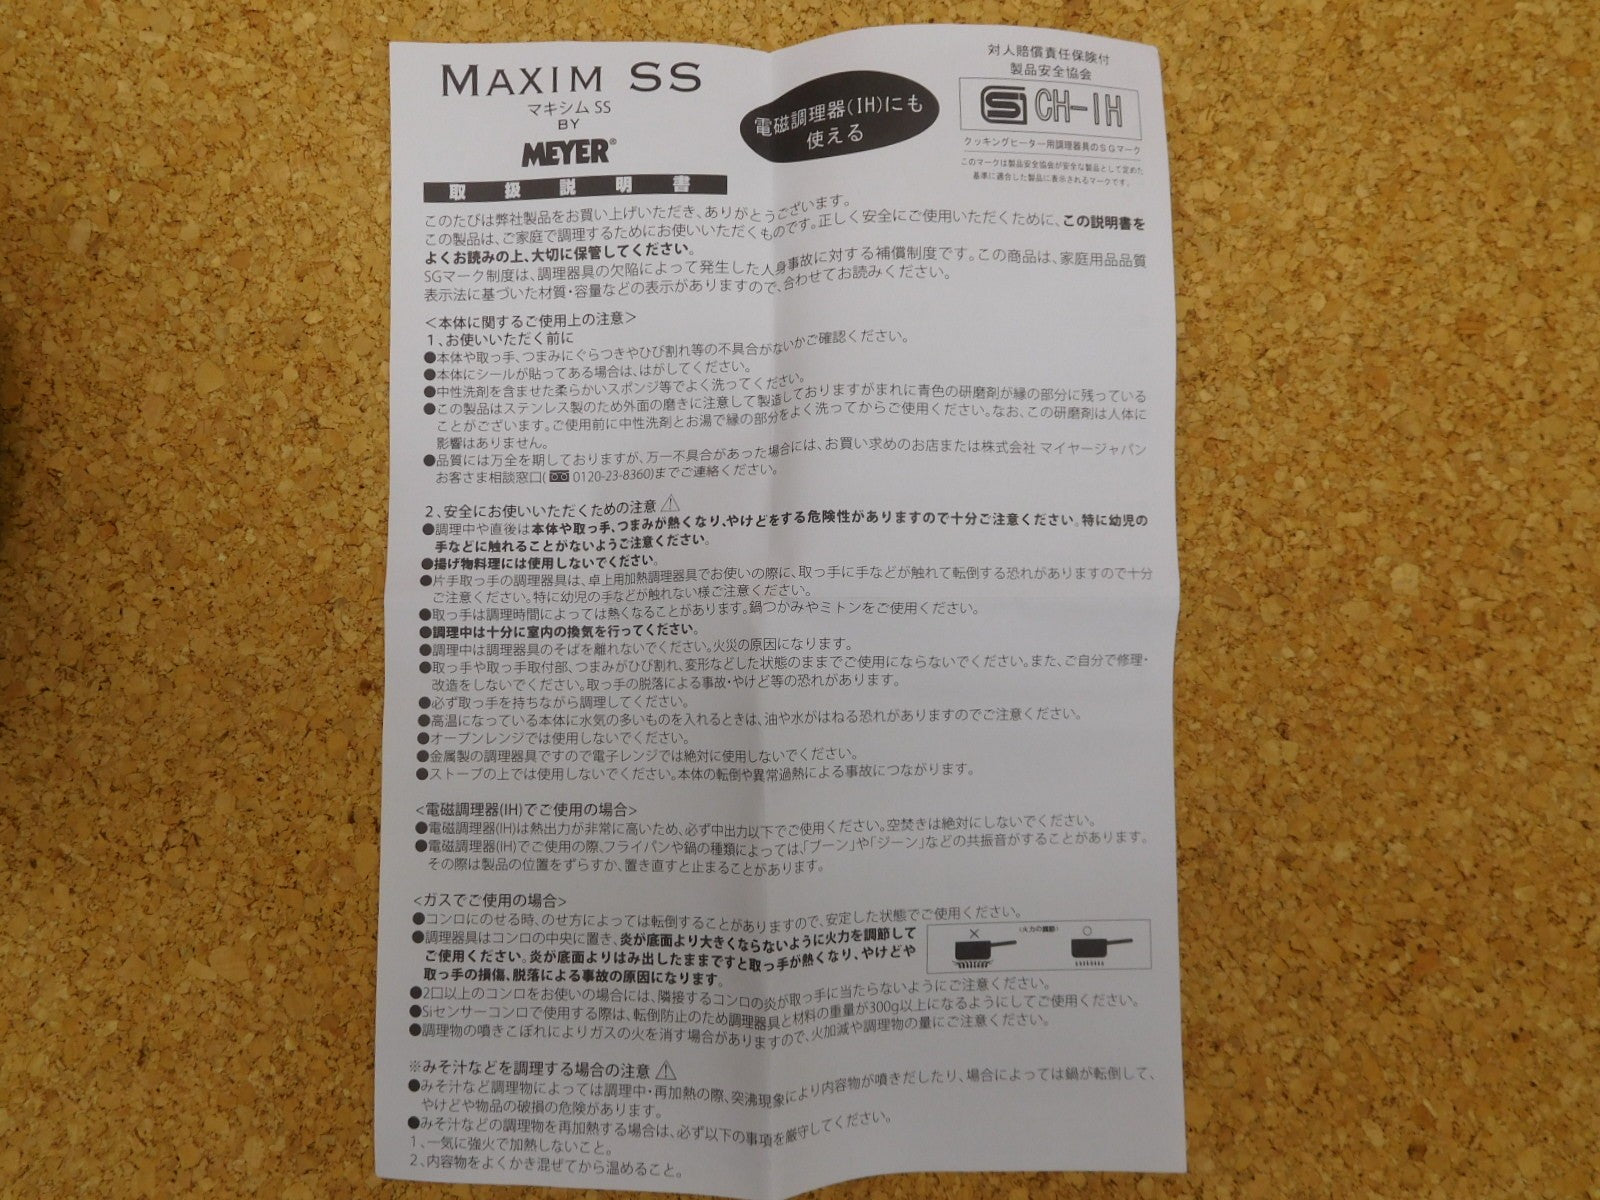 MAXIM SS
マキシム SS
BY
MEYER®
取扱説明書
電磁調理器(IH)にも
使える
対人賠償責任保険付
製品安全協会
SG CH-IH
クッキングヒーター用調理器具のSGマーク
このマークは製品安全協会が安全な製品として定めた
基準に適合した製品に表示されるマークです。
このたびは弊社製品をお買い上げいただき、ありがとうございます。
この製品は、ご家庭で調理するためにお使いいただくものです。正しく安全にご使用いただくために、この説明書を
よくお読みの上、大切に保管してください。
SGマーク制度は、調理器具の欠陥によって発生した人身事故に対する補償制度です。この商品は、家庭用品品質
表示法に基づいた材質・容量などの表示がありますので、合わせてお読みください。
＜本体に関するご使用上の注意＞
1、お使いいただく前に
●本体や取っ手、つまみにぐらつきやひび割れ等の不具合がないかご確認ください。
●本体にシールが貼ってある場合は、はがしてください。
●中性洗剤を含ませた柔らかいスポンジ等でよく洗ってください。
●この製品はステンレス製のため外面の磨きに注意して製造しておりますがまれに青色の研磨剤が縁の部分に残っている
ことがございます。ご使用前に中性洗剤とお湯で縁の部分をよく洗ってからご使用ください。なお、この研磨剤は人体に
影響はありません。
●品質には万全を期しておりますが、万一不具合があった場合には、お買い求めのお店または株式会社 マイヤージャパン
お客さま相談窓口( 0120-23-8360)までご連絡ください。
2、安全にお使いいただくための注意⚠
●調理中や直後は本体や取っ手、つまみが熱くなり、やけどをする危険性がありますので十分ご注意ください。特に幼児の
手などに触れることがないようご注意ください。
●揚げ物料理には使用しないでください。
●片手取っ手の調理器具は、卓上用加熱調理器具でお使いの際に、取っ手に手などが触れて転倒する恐れがありますので十分
ご注意ください。特に幼児の手などが触れない様ご注意ください。
●取っ手は調理時間によっては熱くなることがあります。鍋つかみやミトンをご使用ください。
●調理中は十分に室内の換気を行ってください。
●調理中は調理器具のそばを離れないでください。火災の原因になります。
●取っ手や取っ手取付部、つまみがひび割れ、変形などした状態のままでご使用にならないでください。また、ご自分で修理・
改造をしないでください。取っ手の脱落による事故・やけど等の恐れがあります。
●必ず取っ手を持ちながら調理してください。
●高温になっている本体に水気の多いものを入れるときは、油や水がはねる恐れがありますのでご注意ください。
●オーブンレンジでは使用しないでください。
●金属製の調理器具ですので電子レンジでは絶対に使用しないでください。
●ストーブの上では使用しないでください。本体の転倒や異常過熱による事故につながります。
<電磁調理器(IH)でご使用の場合>
●電磁調理器(IH)は熱出力が非常に高いため、必ず中出力以下でご使用ください。空焚きは絶対にしないでください。
●電磁調理器(IH)でご使用の際、フライパンや鍋の種類によっては、「ブーン」や「ジーン」などの共振音がすることがあります。
その際は製品の位置をずらすか、置き直すと止まることがあります。
<ガスでご使用の場合>
●コンロにのせる時、のせ方によっては転倒することがありますので、安定した状態でご使用ください。
●調理器具はコンロの中央に置き、炎が底面より大きくならないように火力を調節して
ご使用ください。炎が底面よりはみ出したままですと取っ手が熱くなり、やけどや
取っ手の損傷、脱落による事故の原因になります。
× (火力の調節) ○
●2口以上のコンロをお使いの場合には、隣接するコンロの炎が取っ手に当たらないようにご注意ください。
●Siセンサーコンロで使用する際は、転倒防止のため調理器具と材料の重量が300g以上になるようにしてご使用ください。
●調理物の噴きこぼれによりガスの火を消す場合がありますので、火加減や調理物の量にご注意ください。
※みそ汁などを調理する場合の注意⚠
●みそ汁など調理物によっては調理中・再加熱の際、突沸現象により内容物が噴きだしたり、場合によっては鍋が転倒して、
やけどや物品の破損の危険があります。
●みそ汁などの調理物を再加熱する場合は、必ず以下の事項を厳守してください。
1、一気に強火で加熱しないこと。
2、内容物をよくかき混ぜてから温めること。